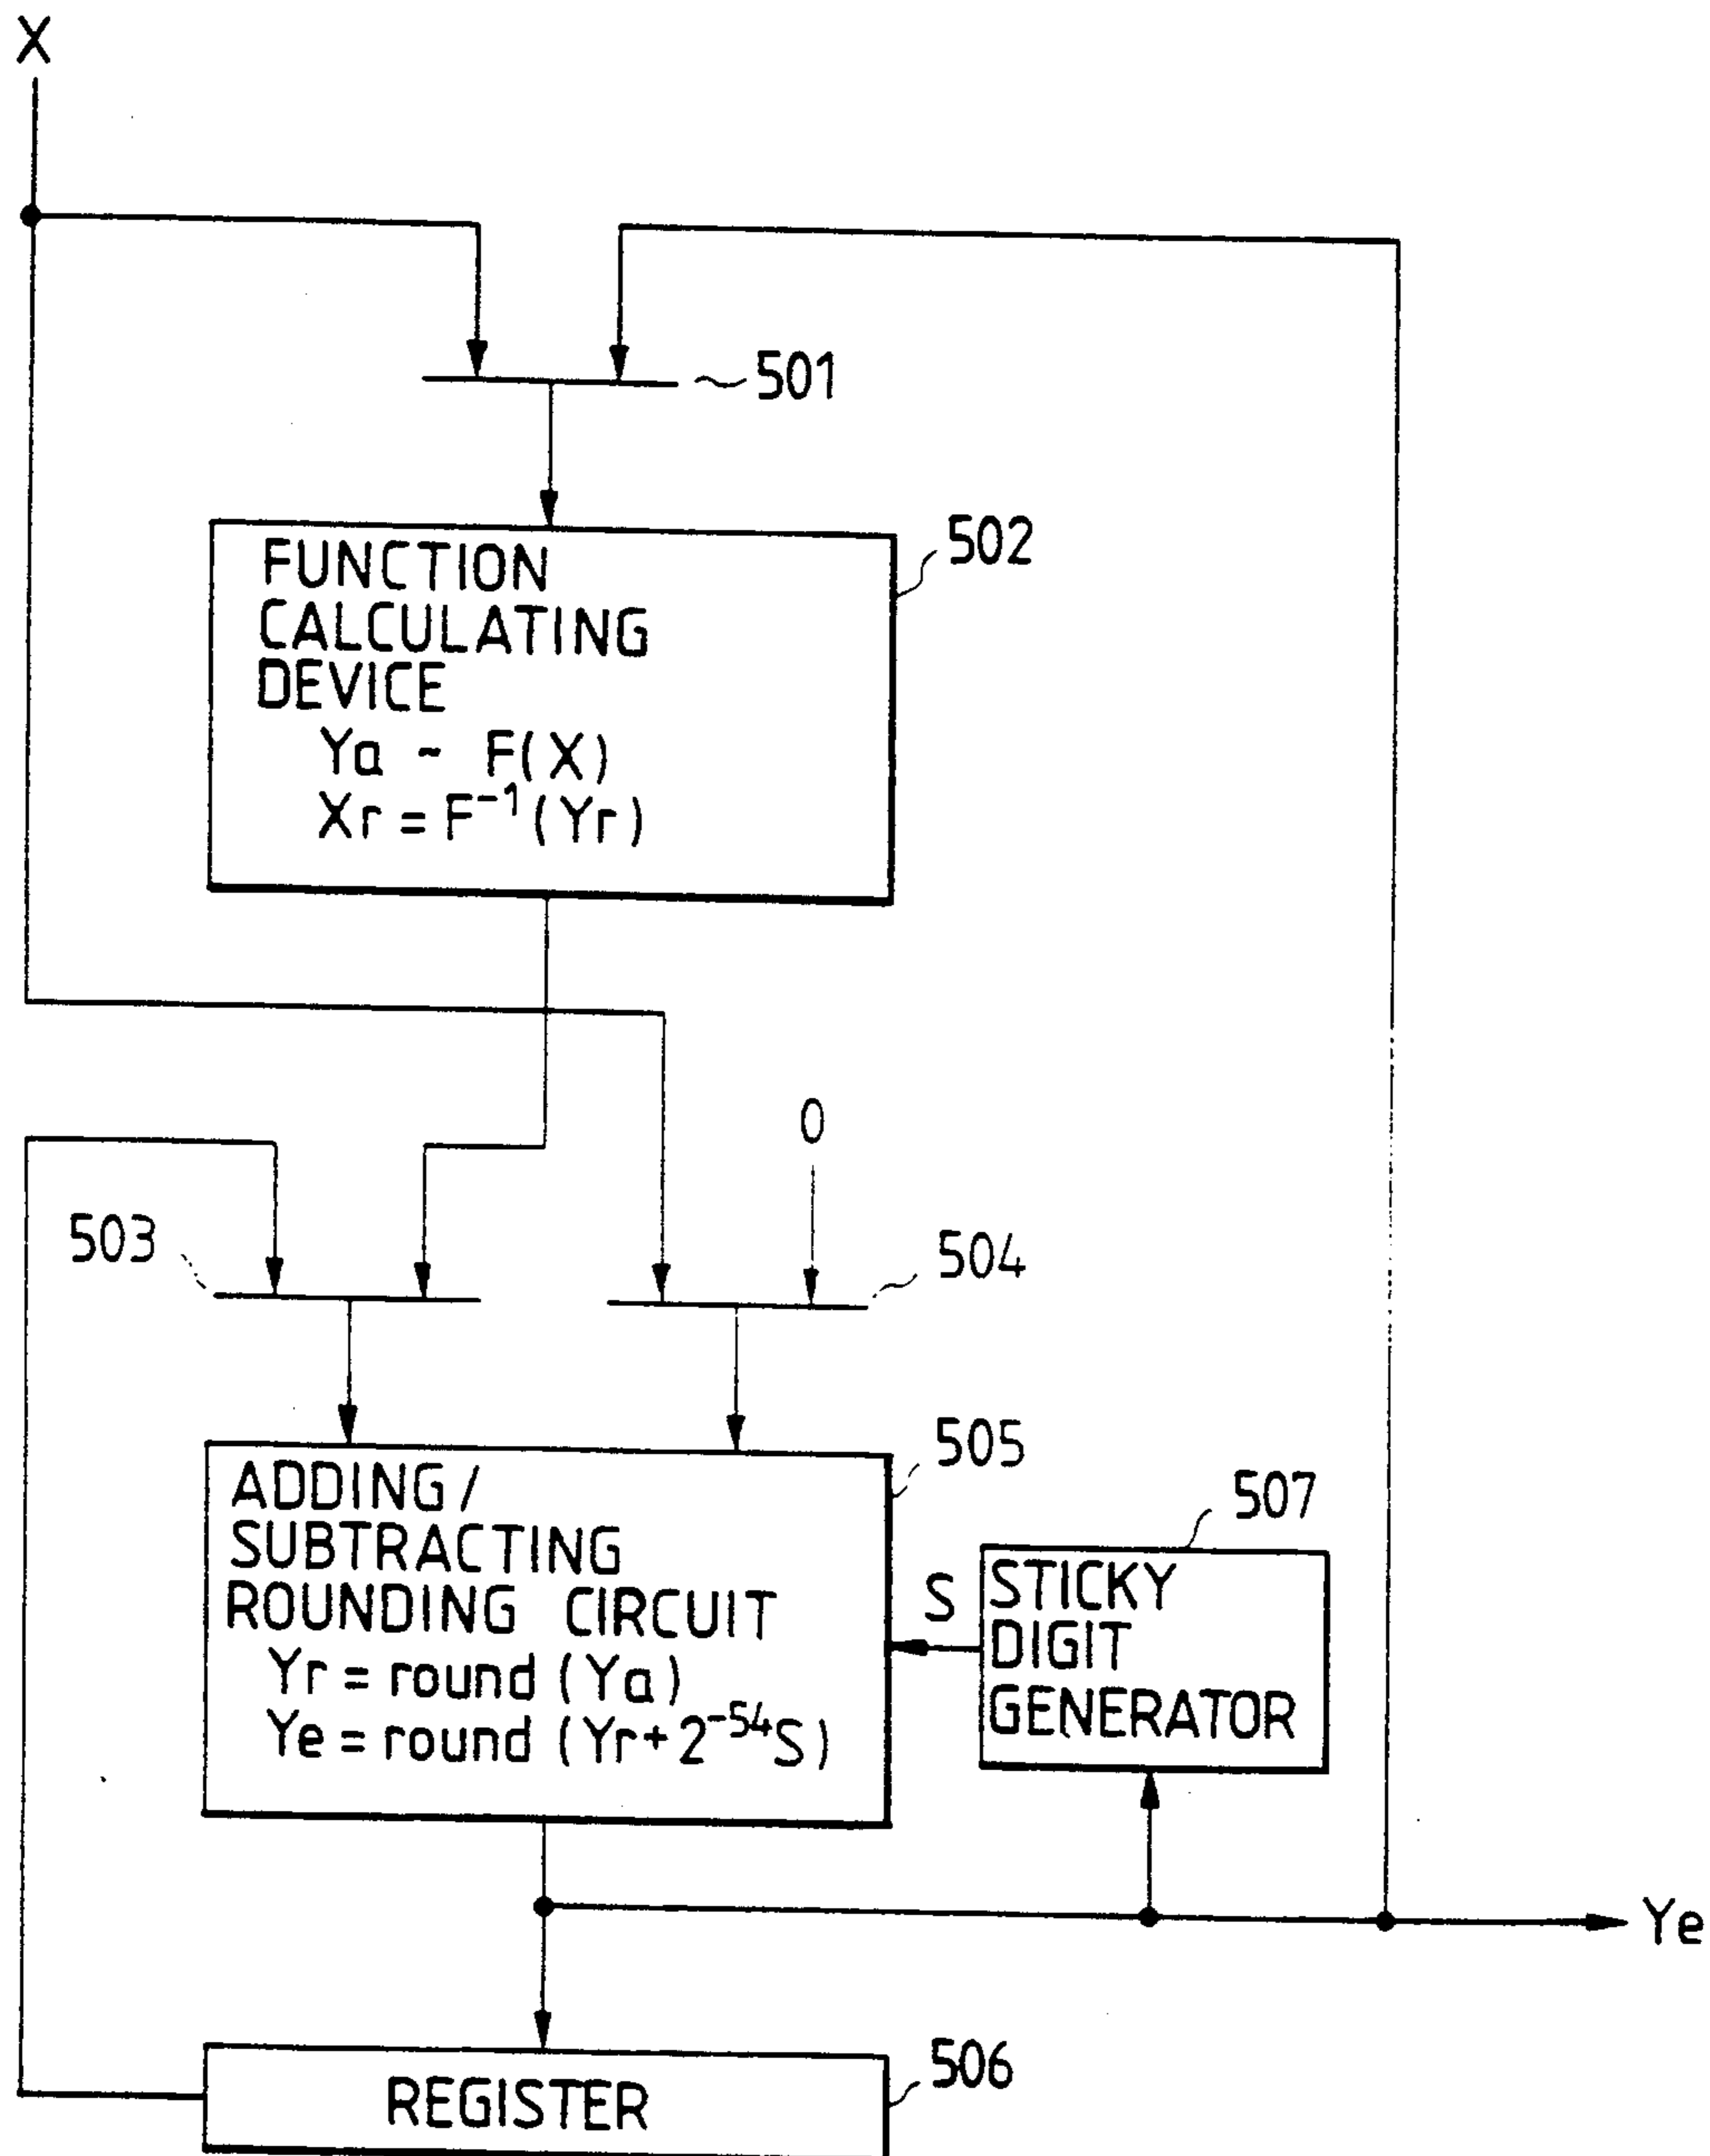 X
501
502
FUNCTION
CALCULATING
DEVICE
Ya ~ F(X)
Xr = F⁻¹(Yr)
0
503
504
505
ADDING/
SUBTRACTING
ROUNDING CIRCUIT
Yr = round (Ya)
Ye = round (Yr+2⁻⁵⁴S)
507
S
STICKY
DIGIT
GENERATOR
Ye
506
REGISTER